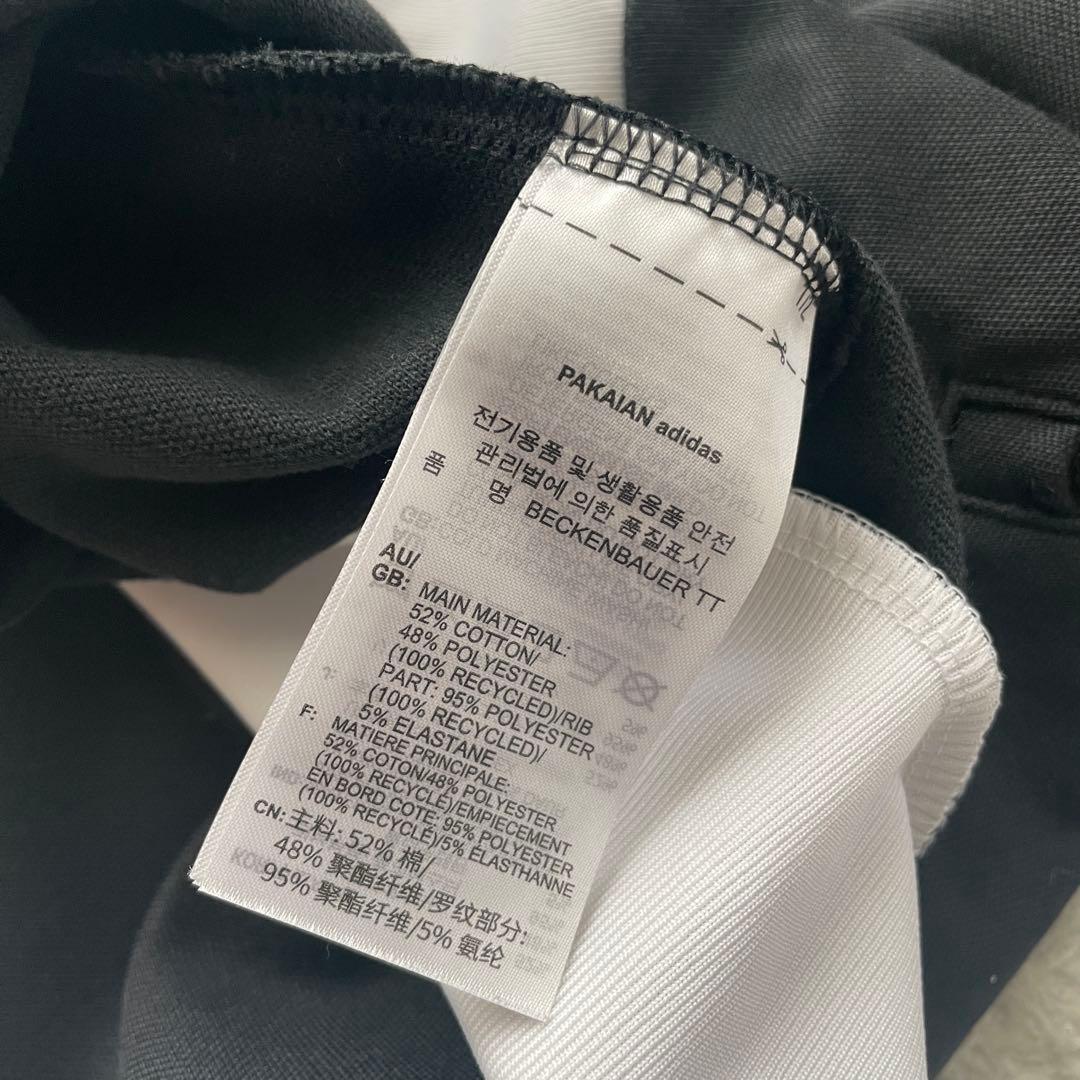 PAKAIAN adidas
전기용품 및 생활용품 안전
관리법에 의한 품질표시
품 명 BECKENBAUER TT
AU/
GB: MAIN MATERIAL:
52% COTTON/
48% POLYESTER
(100% RECYCLED)/RIB
PART: 95% POLYESTER
(100% RECYCLED)/
5% ELASTANE
F: MATIERE PRINCIPALE:
52% COTON/48% POLYESTER
(100% RECYCLÉ)/EMPIECEMENT
EN BORD COTE: 95% POLYESTER
(100% RECYCLÉ)/5% ÉLASTHANNE
CN: 主料: 52% 棉/
48% 聚酯纤维/罗纹部分:
95% 聚酯纤维/5% 氨纶